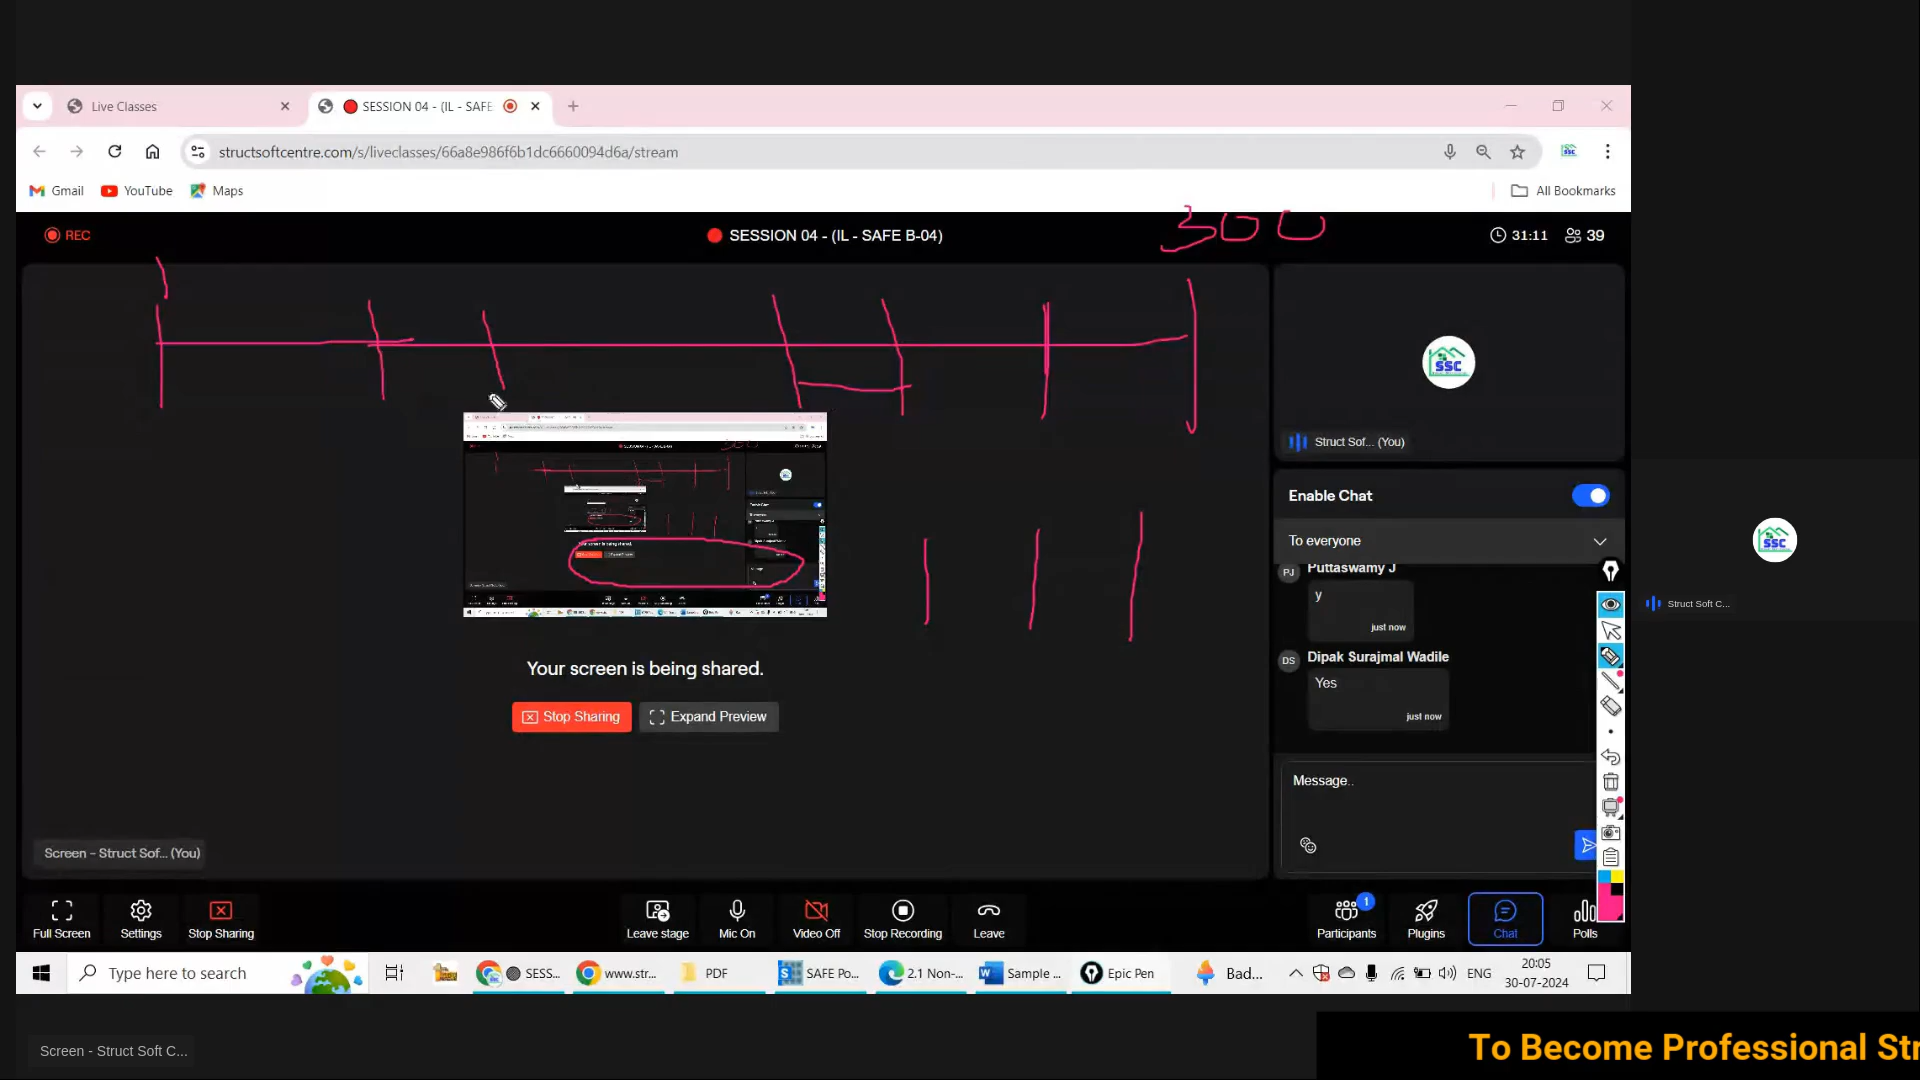 Live Classes
SESSION 04 - (IL - SAFE
structsoftcentre.com/s/liveclasses/66a8e986f6b1dc6660094d6a/stream
Gmail
YouTube
Maps
All Bookmarks
REC
SESSION 04 - (IL - SAFE B-04)
300
31:11
39
SSC
Struct Sof... (You)
Enable Chat
To everyone
PJ
Puttaswamy J
y
just now
DS
Dipak Surajmal Wadile
Yes
just now
Message..
Your screen is being shared.
Stop Sharing
Expand Preview
Screen - Struct Sof... (You)
Full Screen
Settings
Stop Sharing
Leave stage
Mic On
Video Off
Stop Recording
Leave
Participants
1
Plugins
Chat
Polls
Type here to search
SESS...
www.str...
PDF
SAFE Po...
2.1 Non-...
Sample ...
Epic Pen
Bad...
ENG
20:05
30-07-2024
SSC
Struct Soft C...
Screen - Struct Soft C...
To Become Professional Str